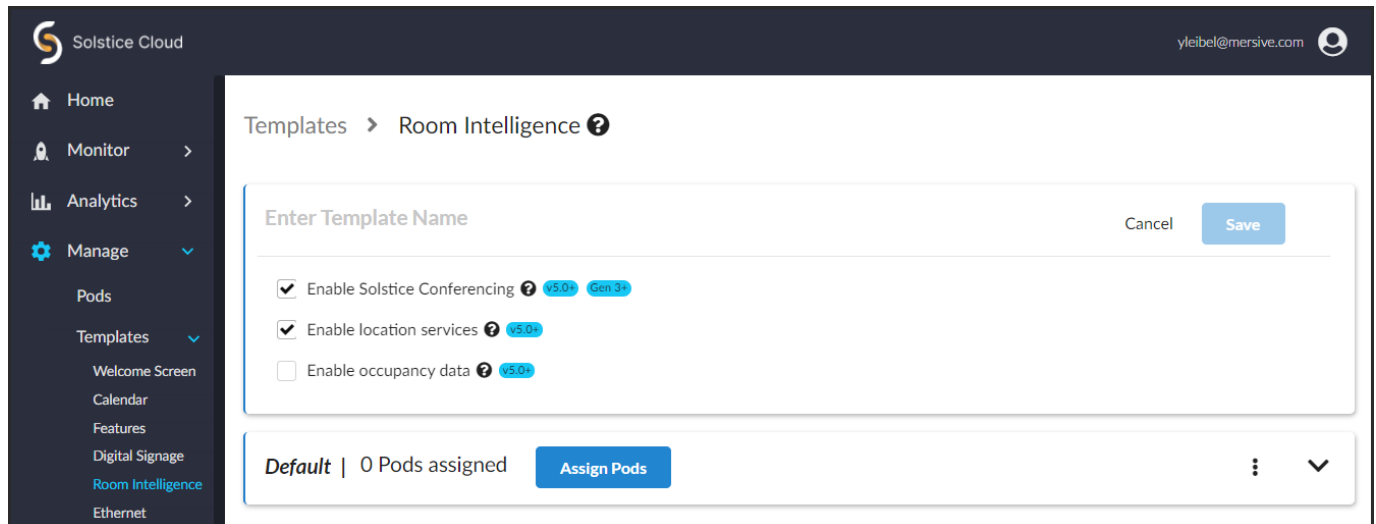 Solstice Cloud
yleibel@mersive.com
Home
Monitor
Analytics
Manage
Pods
Templates
Welcome Screen
Calendar
Features
Digital Signage
Room Intelligence
Ethernet
Templates > Room Intelligence ?
Enter Template Name
Cancel
Save
Enable Solstice Conferencing ? v5.0+ Gen 3+
Enable location services ? v5.0+
Enable occupancy data ? v5.0+
Default | 0 Pods assigned
Assign Pods